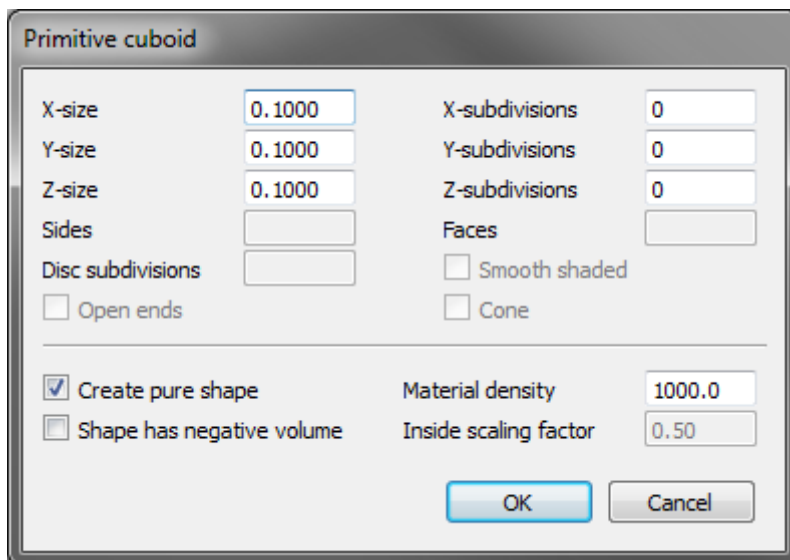 Primitive cuboid
X-size 0.1000 X-subdivisions 0
Y-size 0.1000 Y-subdivisions 0
Z-size 0.1000 Z-subdivisions 0
Sides Faces
Disc subdivisions Smooth shaded
Open ends Cone
Create pure shape Material density 1000.0
Shape has negative volume Inside scaling factor 0.50
OK Cancel